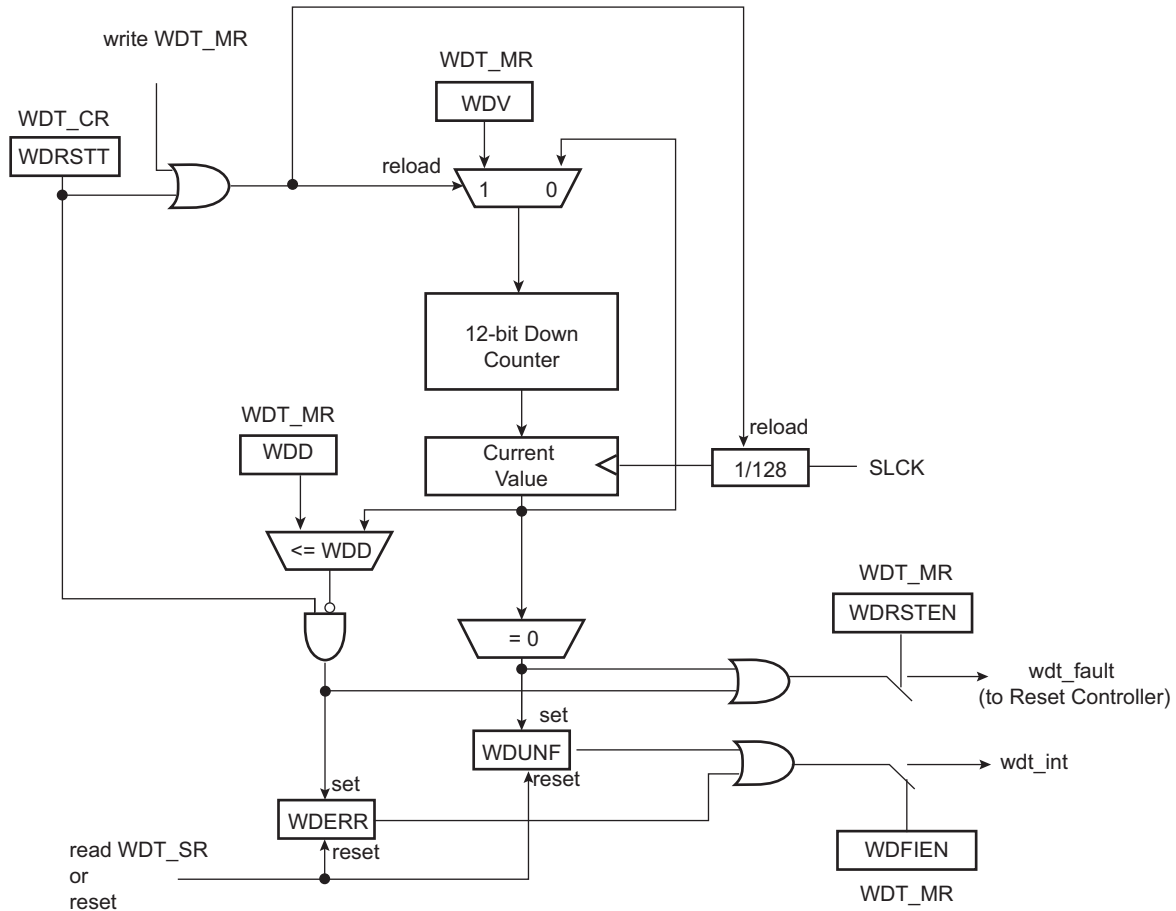 write WDT_MR
WDT_MR
WDV
WDT_CR
WDRSTT
reload
1 0
12-bit Down
Counter
WDT_MR
WDD
Current
Value
reload
1/128
SLCK
<= WDD
= 0
WDT_MR
WDRSTEN
wdt_fault
(to Reset Controller)
set
WDUNF
reset
wdt_int
set
WDERR
reset
WDFIEN
WDT_MR
read WDT_SR
or
reset